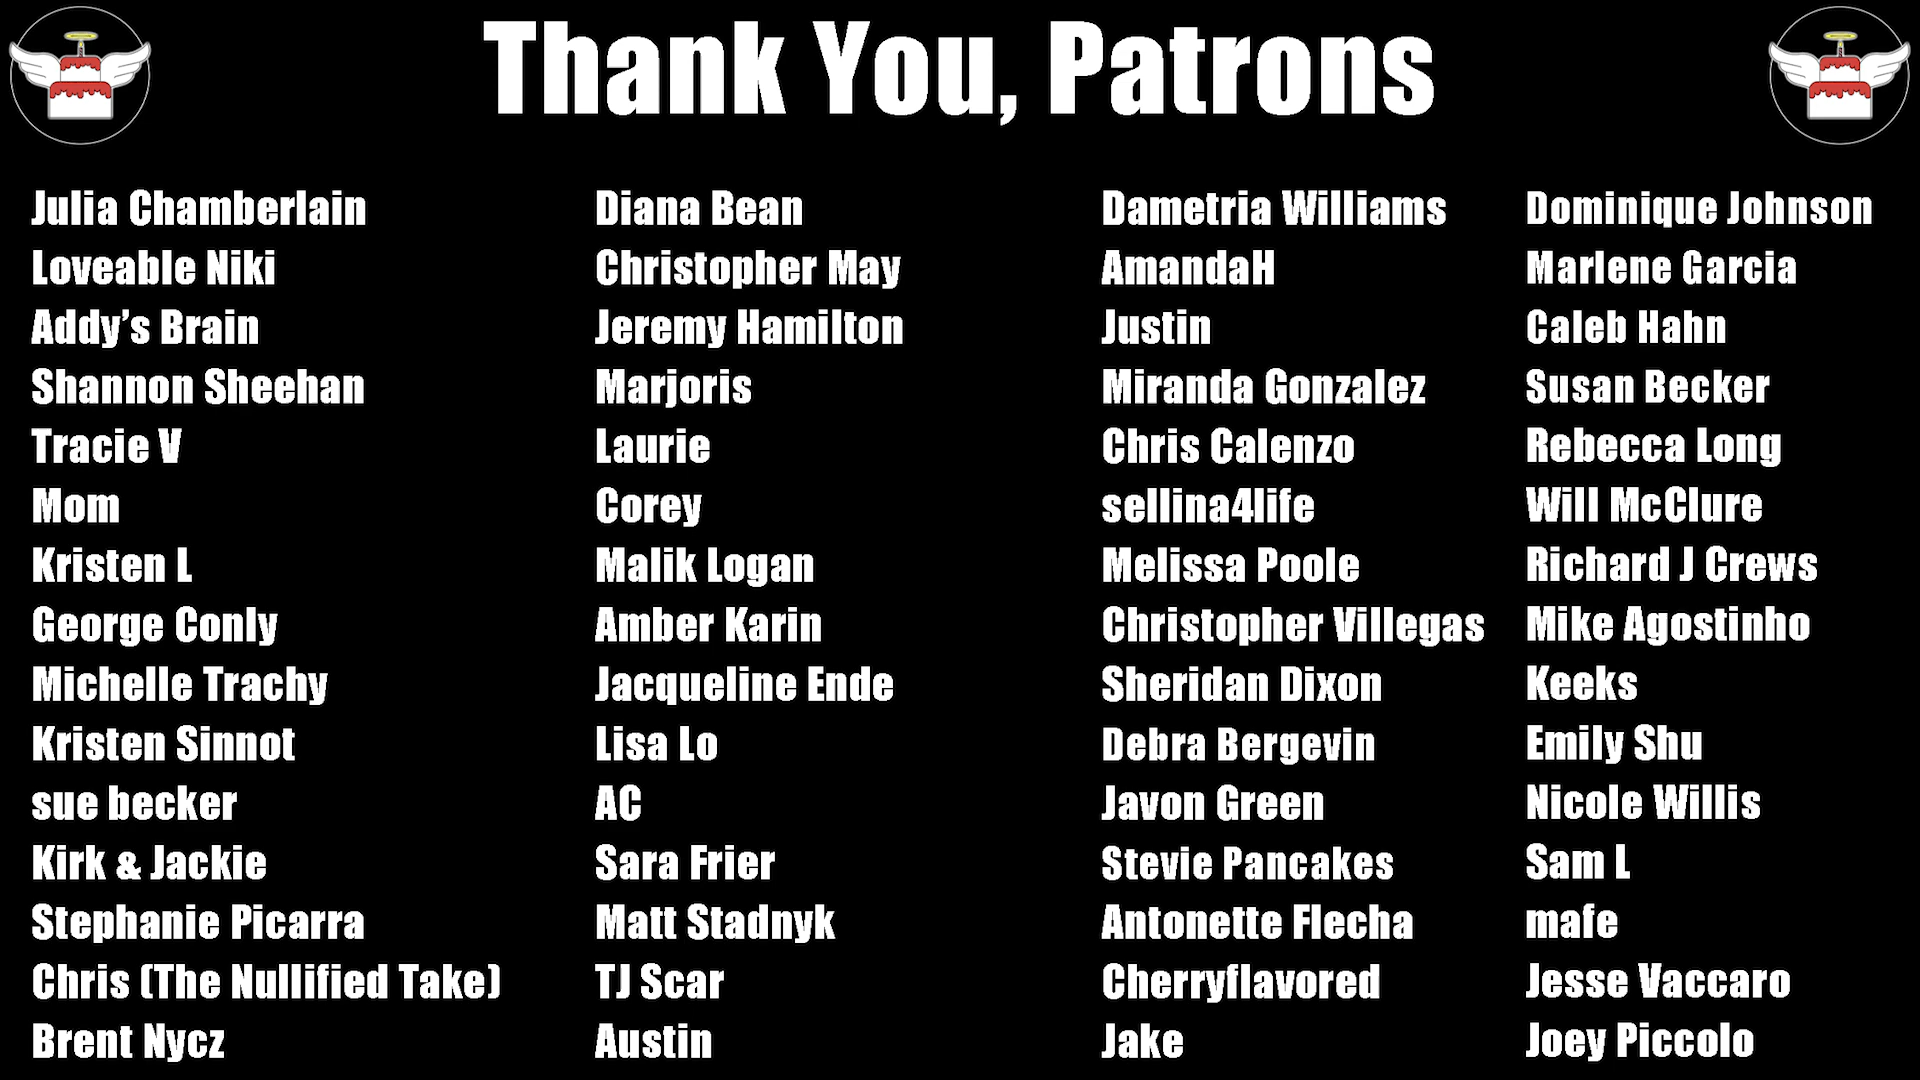 Thank You, Patrons
Julia Chamberlain
Loveable Niki
Addy’s Brain
Shannon Sheehan
Tracie V
Mom
Kristen L
George Conly
Michelle Trachy
Kristen Sinnot
sue becker
Kirk & Jackie
Stephanie Picarra
Chris (The Nullified Take)
Brent Nycz
Diana Bean
Christopher May
Jeremy Hamilton
Marjoris
Laurie
Corey
Malik Logan
Amber Karin
Jacqueline Ende
Lisa Lo
AC
Sara Frier
Matt Stadnyk
TJ Scar
Austin
Dametria Williams
AmandaH
Justin
Miranda Gonzalez
Chris Calenzo
sellina4life
Melissa Poole
Christopher Villegas
Sheridan Dixon
Debra Bergevin
Javon Green
Stevie Pancakes
Antonette Flecha
Cherryflavored
Jake
Dominique Johnson
Marlene Garcia
Caleb Hahn
Susan Becker
Rebecca Long
Will McClure
Richard J Crews
Mike Agostinho
Keeks
Emily Shu
Nicole Willis
Sam L
mafe
Jesse Vaccaro
Joey Piccolo